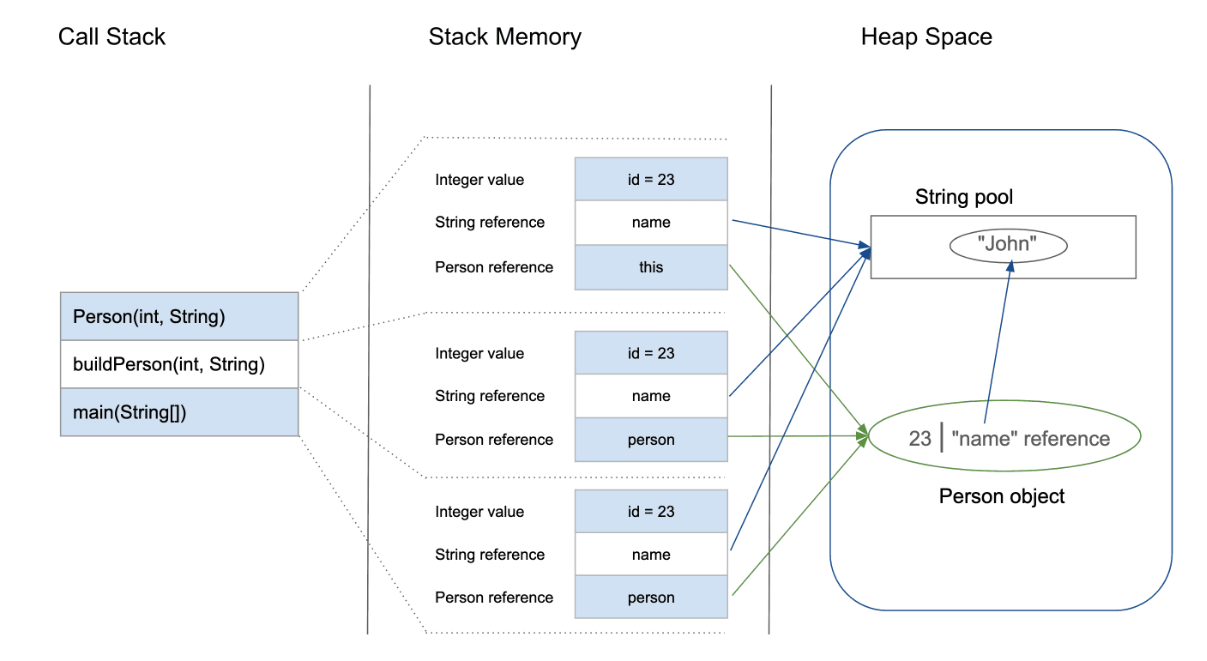 Call Stack
Stack Memory
Heap Space
Person(int, String)
buildPerson(int, String)
main(String[])
Integer value
id = 23
String reference
name
Person reference
this
Integer value
id = 23
String reference
name
Person reference
person
Integer value
id = 23
String reference
name
Person reference
person
String pool
"John"
23 | "name" reference
Person object